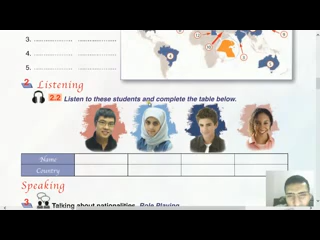 3. .................... ....................
4. .................... ....................
5. .................... ....................
2 Listening
2.2 Listen to these students and complete the table below.
Name
Country
Speaking
3 Talking about nationalities. Role Playing